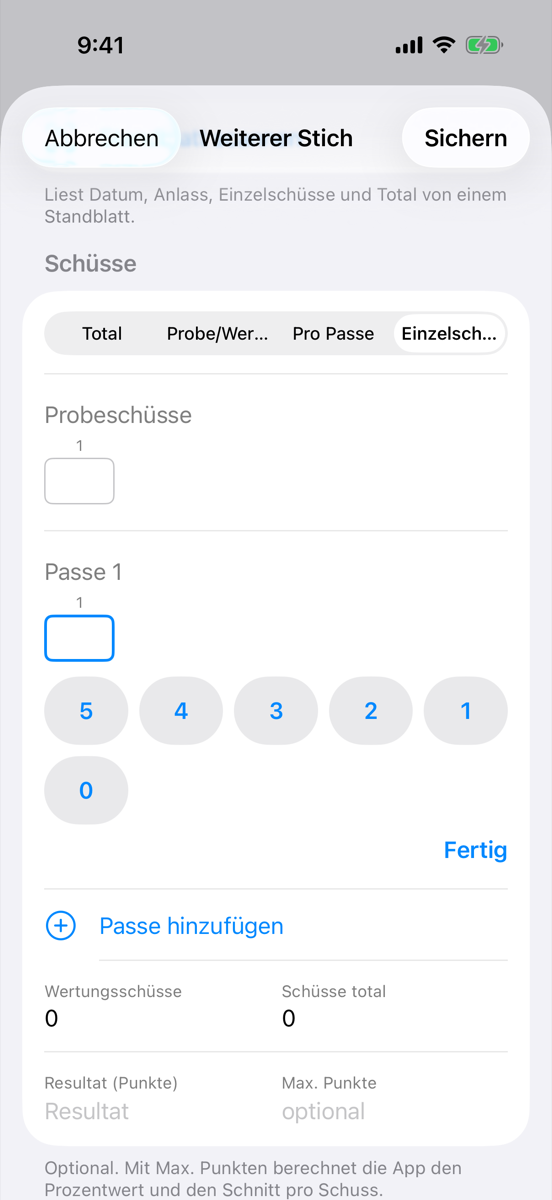 9:41
Abbrechen
Weiterer Stich
Sichern
Liest Datum, Anlass, Einzelschüsse und Total von einem
Standblatt.
Schüsse
Total
Probe/Wer...
Pro Passe
Einzelsch...
Probeschüsse
1
Passe 1
1
5
4
3
2
1
0
Fertig
Passe hinzufügen
Wertungsschüsse
Schüsse total
0
0
Resultat (Punkte)
Max. Punkte
Resultat
optional
Optional. Mit Max. Punkten berechnet die App den
Prozentwert und den Schnitt pro Schuss.